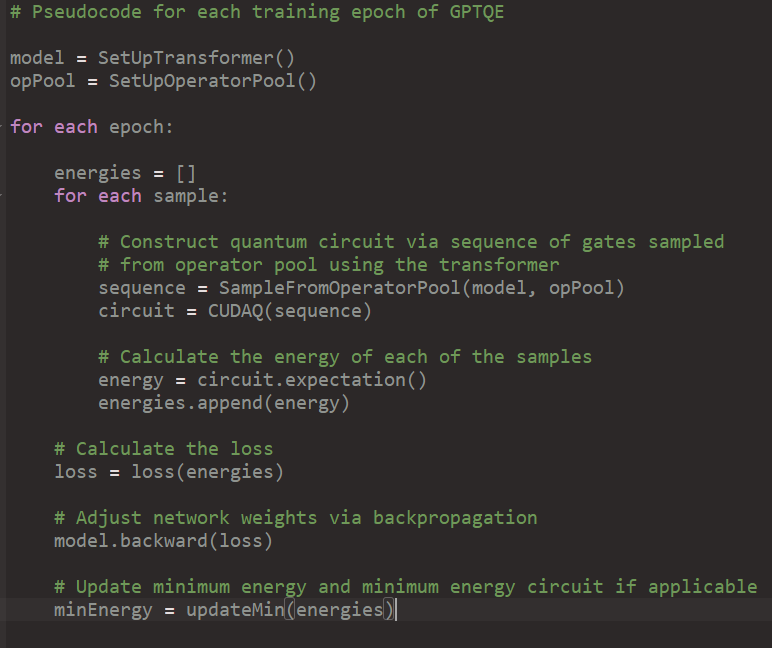 # Pseudocode for each training epoch of GPTQE
model = SetUpTransformer()
opPool = SetUpOperatorPool()
for each epoch:
energies = []
for each sample:
# Construct quantum circuit via sequence of gates sampled
# from operator pool using the transformer
sequence = SampleFromOperatorPool(model, opPool)
circuit = CUDAQ(sequence)
# Calculate the energy of each of the samples
energy = circuit.expectation()
energies.append(energy)
# Calculate the loss
loss = loss(energies)
# Adjust network weights via backpropagation
model.backward(loss)
# Update minimum energy and minimum energy circuit if applicable
minEnergy = updateMin(energies)